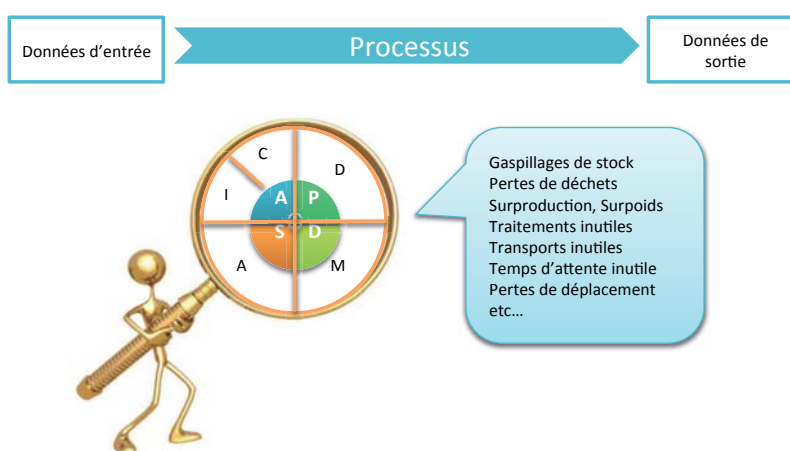 Données d'entrée
Processus
Données de
sortie
C
D
I
A P
S D
A
M
Gaspillages de stock
Pertes de déchets
Surproduction, Surpoids
Traitements inutiles
Transports inutiles
Temps d'attente inutile
Pertes de déplacement
etc…